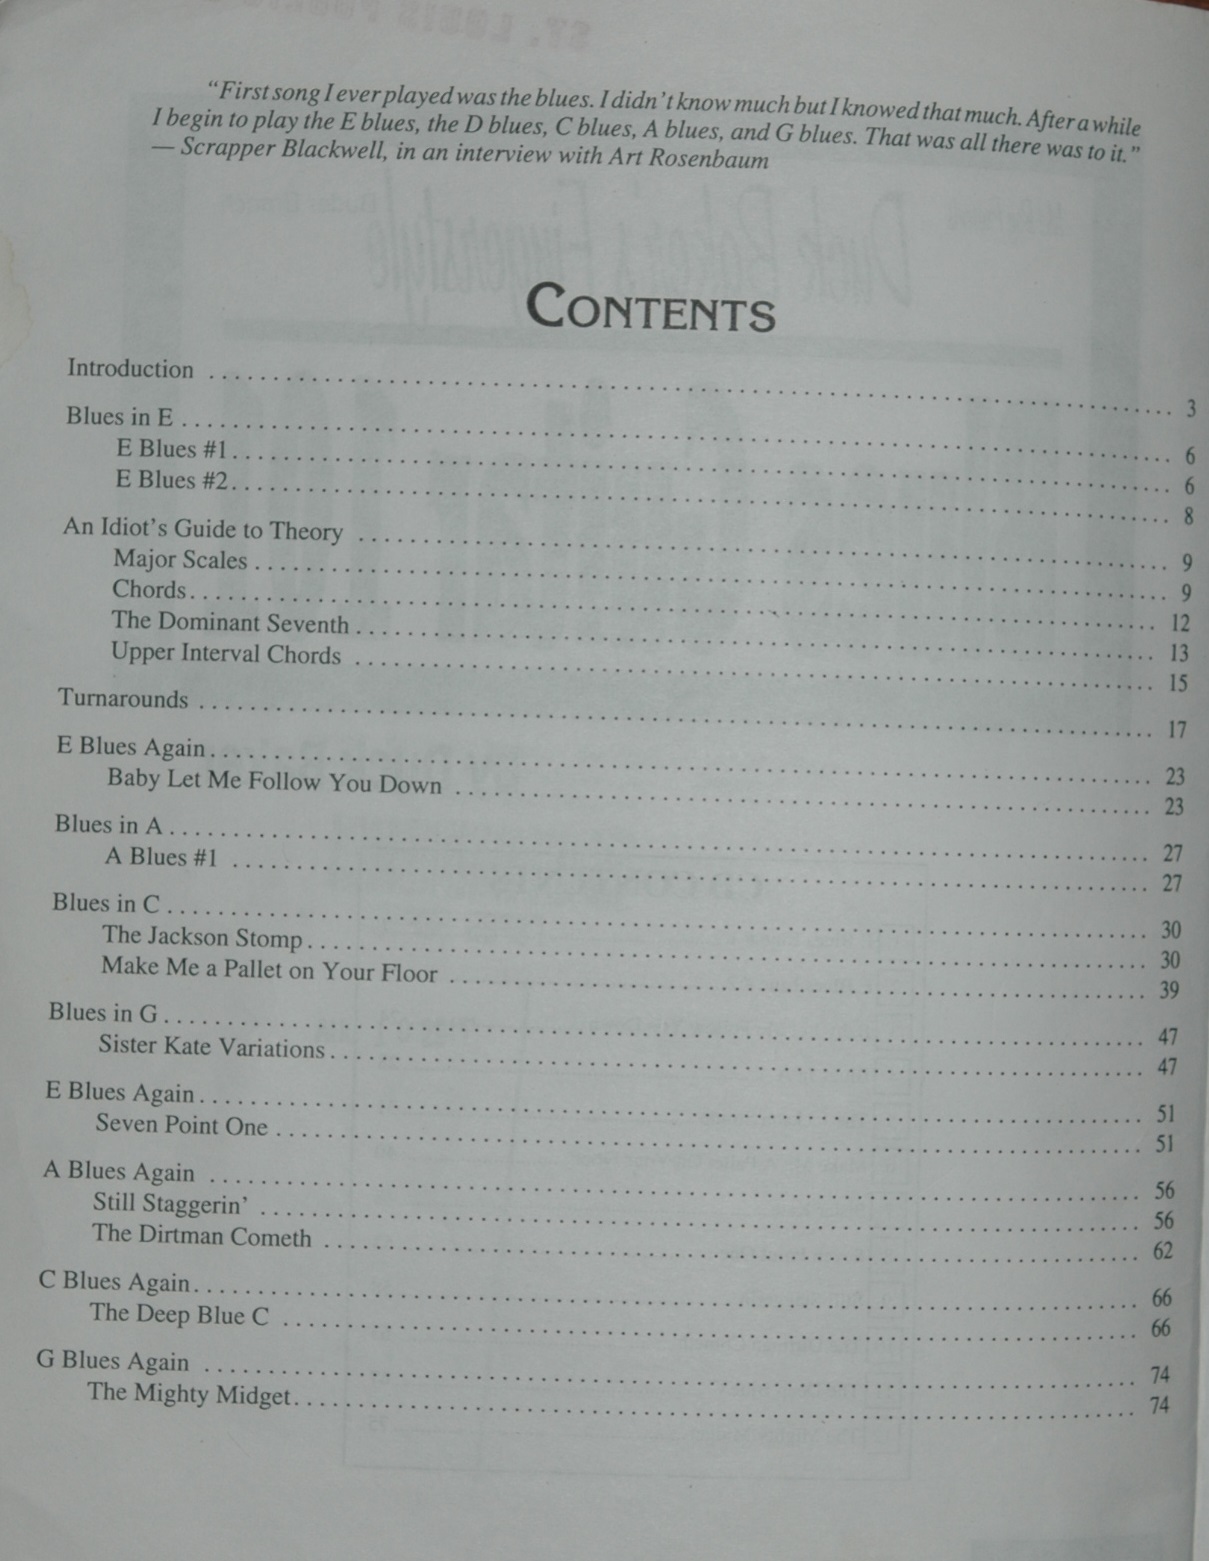 "First song I ever played was the blues. I didn't know much but I knowed that much. After a while
I begin to play the E blues, the D blues, C blues, A blues, and G blues. That was all there was to it."
— Scrapper Blackwell, in an interview with Art Rosenbaum
CONTENTS
Introduction . . . 3
Blues in E . . . 6
E Blues #1 . . . 6
E Blues #2 . . . 8
An Idiot's Guide to Theory . . . 9
Major Scales . . . 9
Chords . . . 12
The Dominant Seventh . . . 13
Upper Interval Chords . . . 15
Turnarounds . . . 17
E Blues Again . . . 23
Baby Let Me Follow You Down . . . 23
Blues in A . . . 27
A Blues #1 . . . 27
Blues in C . . . 30
The Jackson Stomp . . . 30
Make Me a Pallet on Your Floor . . . 39
Blues in G . . . 47
Sister Kate Variations . . . 47
E Blues Again . . . 51
Seven Point One . . . 51
A Blues Again . . . 56
Still Staggerin' . . . 56
The Dirtman Cometh . . . 62
C Blues Again . . . 66
The Deep Blue C . . . 66
G Blues Again . . . 74
The Mighty Midget . . . 74